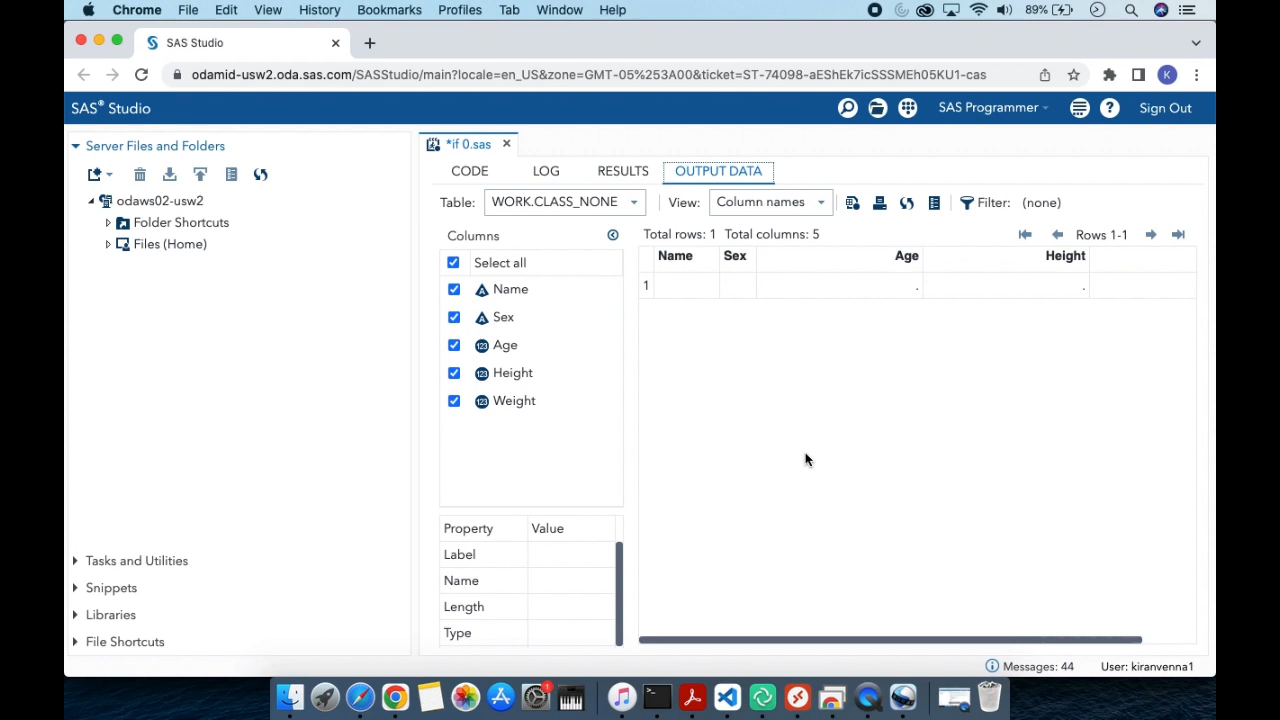 Chrome File Edit View History Bookmarks Profiles Tab Window Help 89%
SAS Studio
odamid-usw2.oda.sas.com/SASStudio/main?locale=en_US&zone=GMT-05%253A00&ticket=ST-74098-aEShEk7icSSSMEh05KU1-cas K
SAS® Studio SAS Programmer Sign Out
Server Files and Folders
*if 0.sas
CODE LOG RESULTS OUTPUT DATA
odaws02-usw2
Table: WORK.CLASS_NONE View: Column names Filter: (none)
Folder Shortcuts
Files (Home)
Columns
Total rows: 1 Total columns: 5 Rows 1-1
Select all
Name Sex Age Height
1 . .
Name
Sex
Age
Height
Weight
Property Value
Label
Name
Length
Type
Tasks and Utilities
Snippets
Libraries
File Shortcuts
Messages: 44 User: kiranvenna1
1